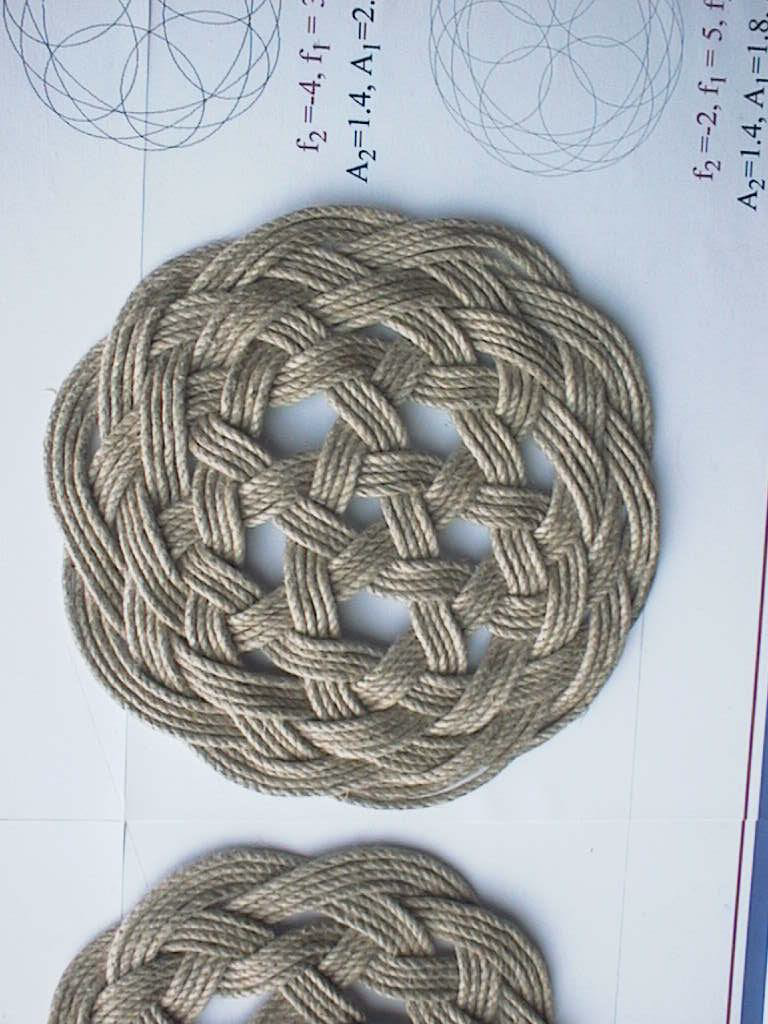 f2 =-4, f1 =
A2=1.4, A1=2.
f2 =-2, f1 = 5, f
A2=1.4, A1=1.8,